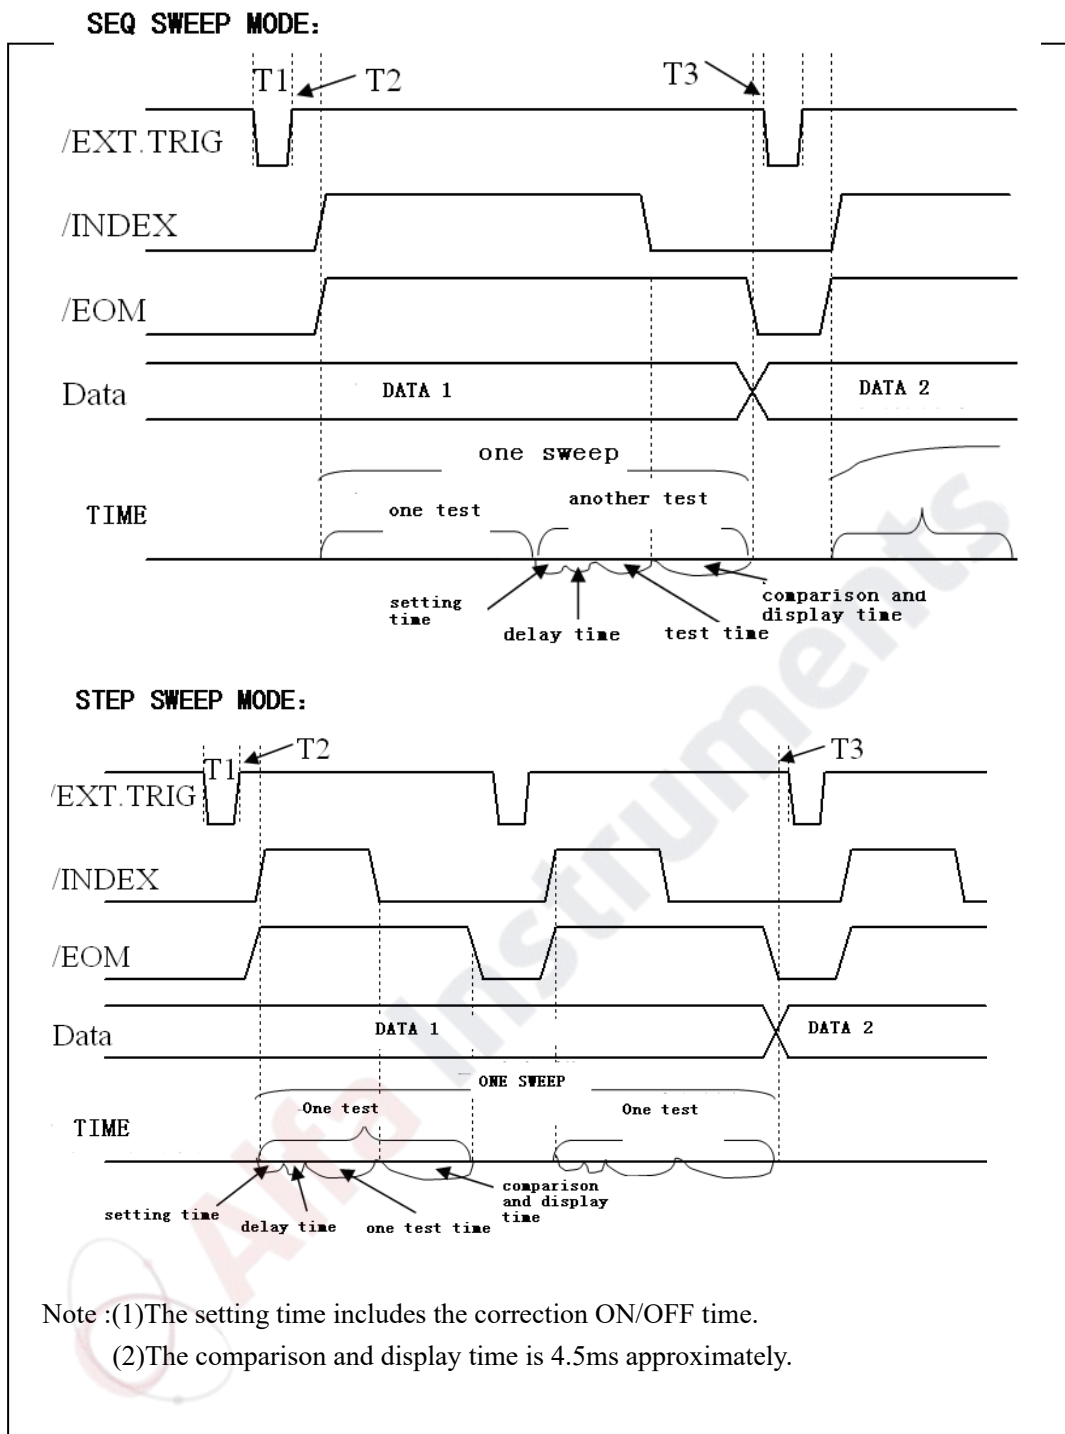 SEQ SWEEP MODE:
T1
T2
T3
/EXT.TRIG
/INDEX
/EOM
Data
DATA 1
DATA 2
one sweep
another test
one test
TIME
setting
time
delay time
test time
comparison and
display time
STEP SWEEP MODE:
T1
T2
T3
/EXT.TRIG
/INDEX
/EOM
Data
DATA 1
DATA 2
ONE SWEEP
One test
One test
TIME
setting time
delay time
one test time
comparison
and display
time
Note :(1)The setting time includes the correction ON/OFF time.
(2)The comparison and display time is 4.5ms approximately.
Alfa Instruments